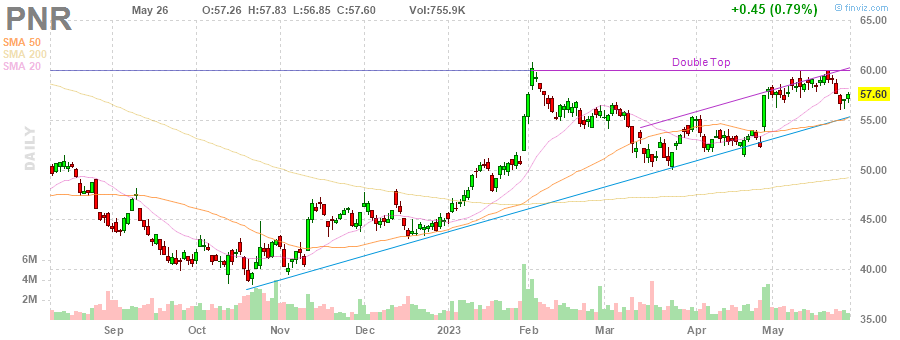 PNR May 26 O:57.26 H:57.83 L:56.85 C:57.60 Vol:755.9K +0.45 (0.79%) © finviz.com
65.00
SMA 50
SMA 200
SMA 20
Double Top
60.00
57.60
55.00
DAILY
50.00
45.00
6M
4M
40.00
2M
35.00
Sep Oct Nov Dec 2023 Feb Mar Apr May